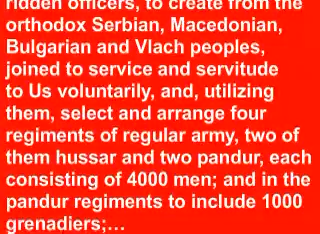 ridden officers, to create from the
orthodox Serbian, Macedonian,
Bulgarian and Vlach peoples,
joined to service and servitude
to Us voluntarily, and, utilizing
them, select and arrange four
regiments of regular army, two of
them hussar and two pandur, each
consisting of 4000 men; and in the
pandur regiments to include 1000
grenadiers;…